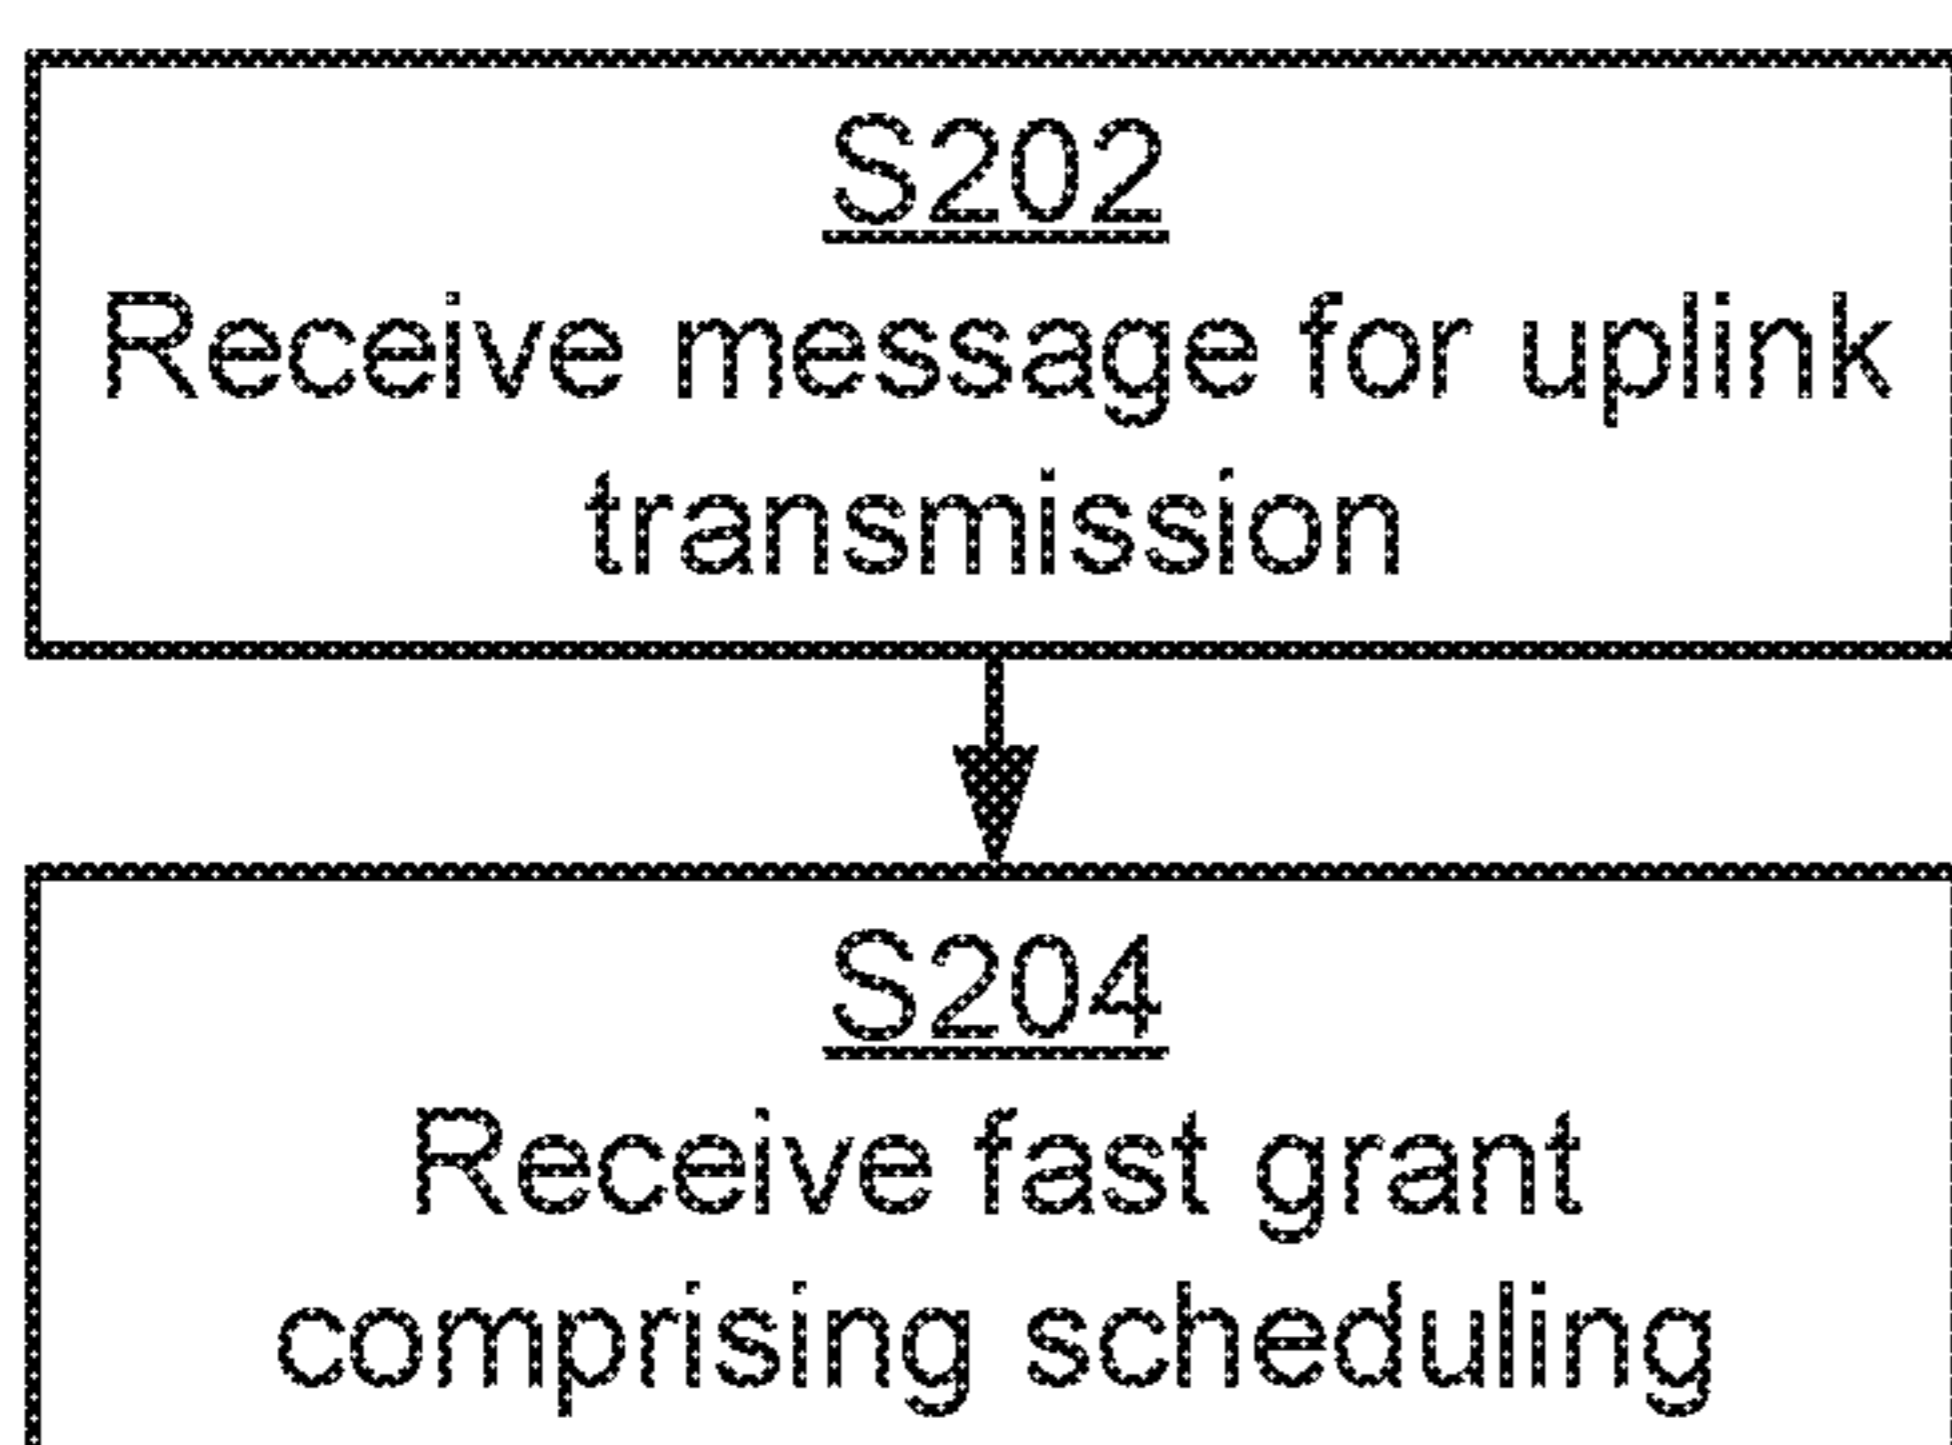 S202
Receive message for uplink
transmission
S204
Receive fast grant
comprising scheduling